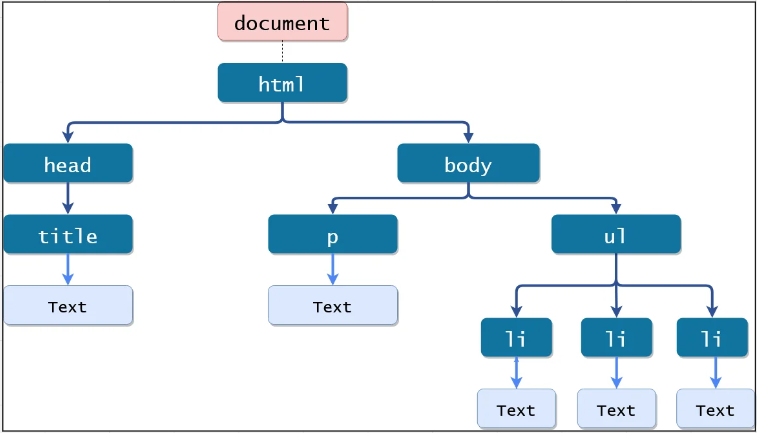 document
html
head
body
title
p
ul
Text
Text
li
li
li
Text
Text
Text